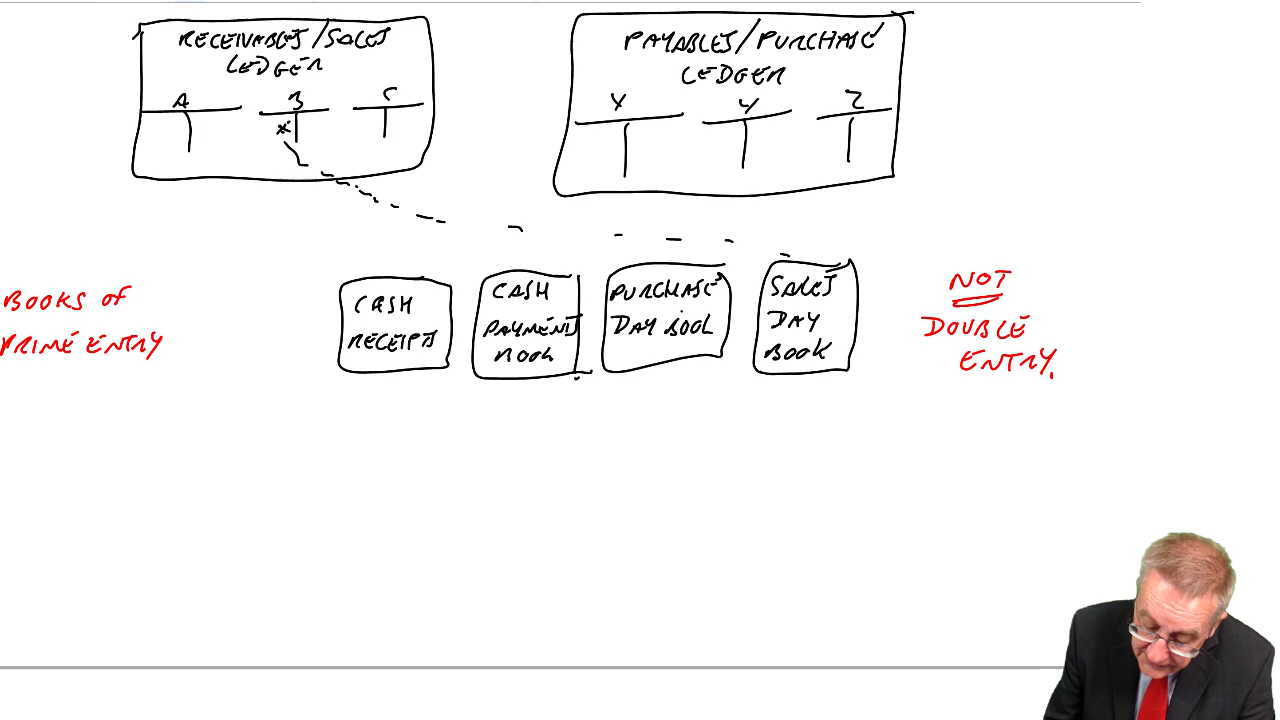 RECEIVABLES/SALES
LEDGER
A B C
X
PAYABLES/PURCHASE
LEDGER
X Y Z
BOOKS OF
PRIME ENTRY
CASH
RECEIPTS
CASH
PAYMENTS
BOOK
PURCHASE
DAY BOOK
SALES
DAY
BOOK
NOT
DOUBLE
ENTRY.